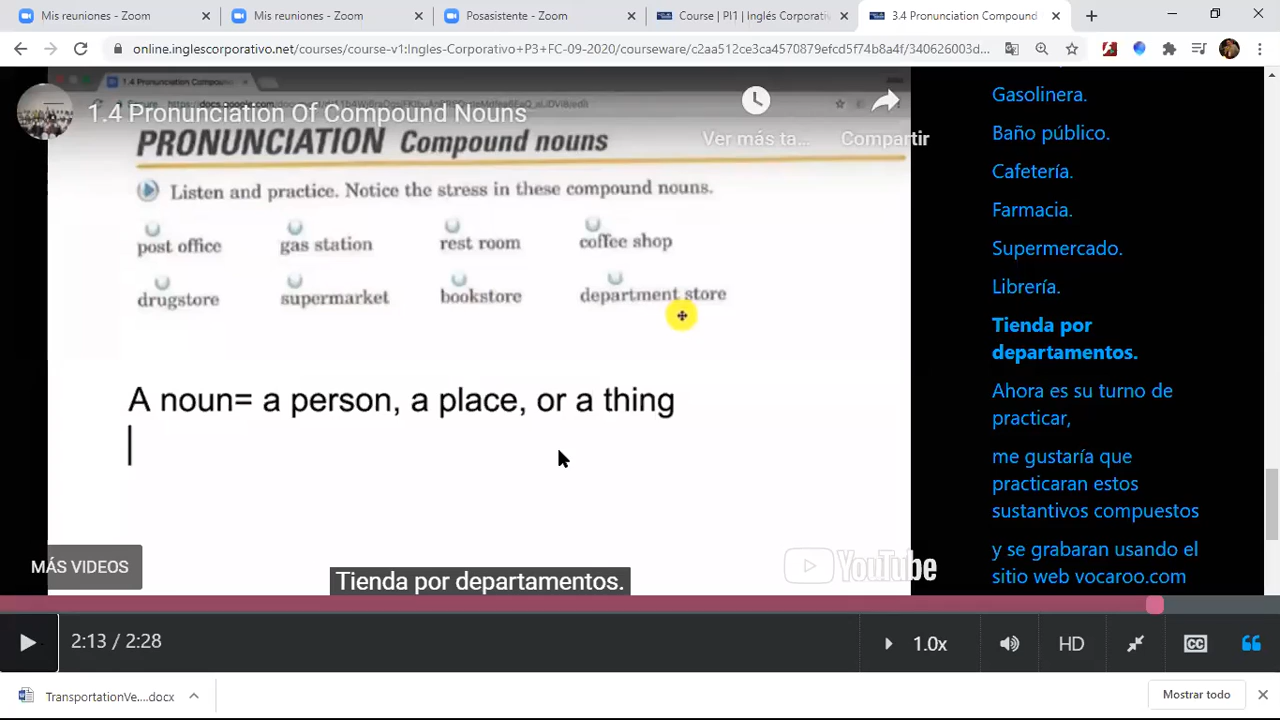 Mis reuniones - Zoom
Mis reuniones - Zoom
Posasistente - Zoom
Course | PI1 | Inglés Corporativ
3.4 Pronunciation Compound
online.inglescorporativo.net/courses/course-v1:Ingles-Corporativo+P3+FC-09-2020/courseware/c2aa512ce3ca4570879efcd5f74b8a4f/340626003d...
1.4 Pronunciation Compou
1.4 Pronunciation Of Compound Nouns
Ver más ta...
Compartir
PRONUNCIATION Compound nouns
Listen and practice. Notice the stress in these compound nouns.
post office gas station rest room coffee shop
drugstore supermarket bookstore department store
A noun= a person, a place, or a thing
MÁS VIDEOS
YouTube
Tienda por departamentos.
Gasolinera.
Baño público.
Cafetería.
Farmacia.
Supermercado.
Librería.
Tienda por
departamentos.
Ahora es su turno de
practicar,
me gustaría que
practicaran estos
sustantivos compuestos
y se grabaran usando el
sitio web vocaroo.com
2:13 / 2:28
1.0x
HD
CC
TransportationVe....docx
Mostrar todo